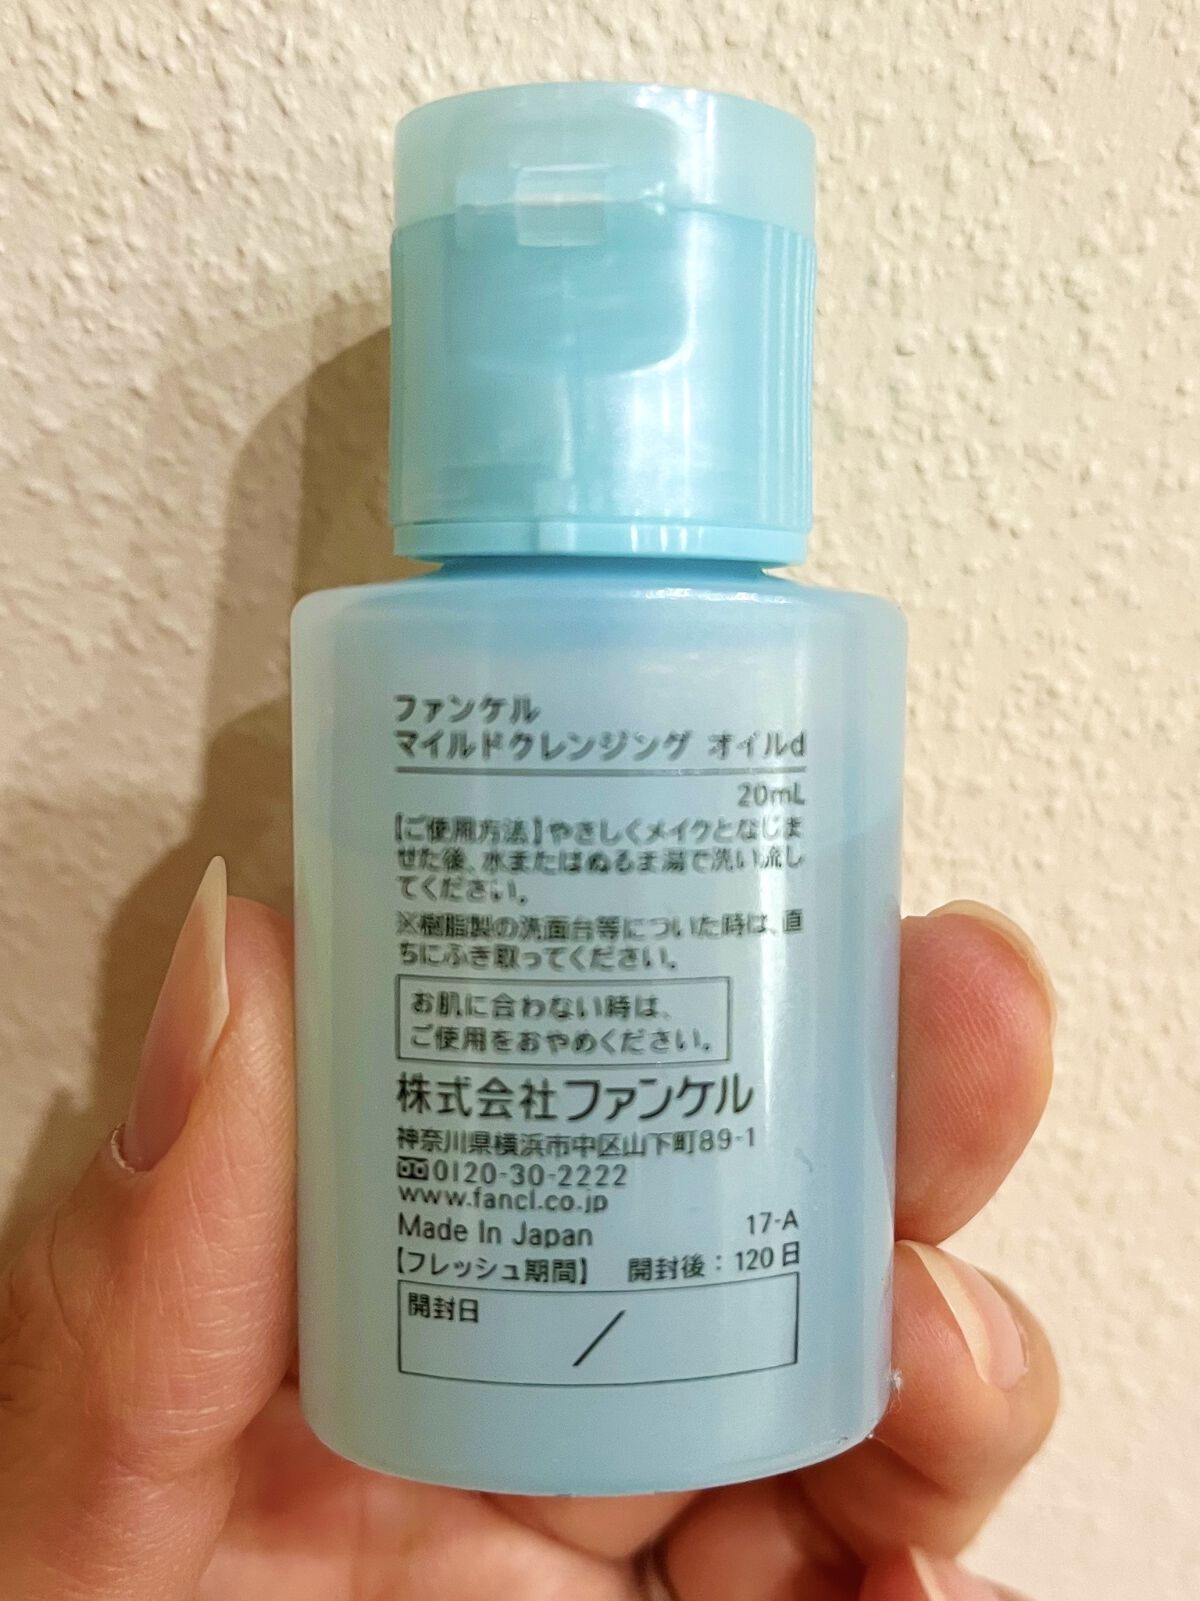 ファンケル
マイルドクレンジング オイルd
20mL
【ご使用方法】やさしくメイクとなじま
せた後、水またはぬるま湯で洗い流し
てください。
※樹脂製の洗面台等についた時は、直
ちにふき取ってください。
お肌に合わない時は、
ご使用をおやめください。
株式会社ファンケル
神奈川県横浜市中区山下町89-1
0120-30-2222
www.fancl.co.jp
Made In Japan 17-A
【フレッシュ期間】 開封後：120日
開封日 ／